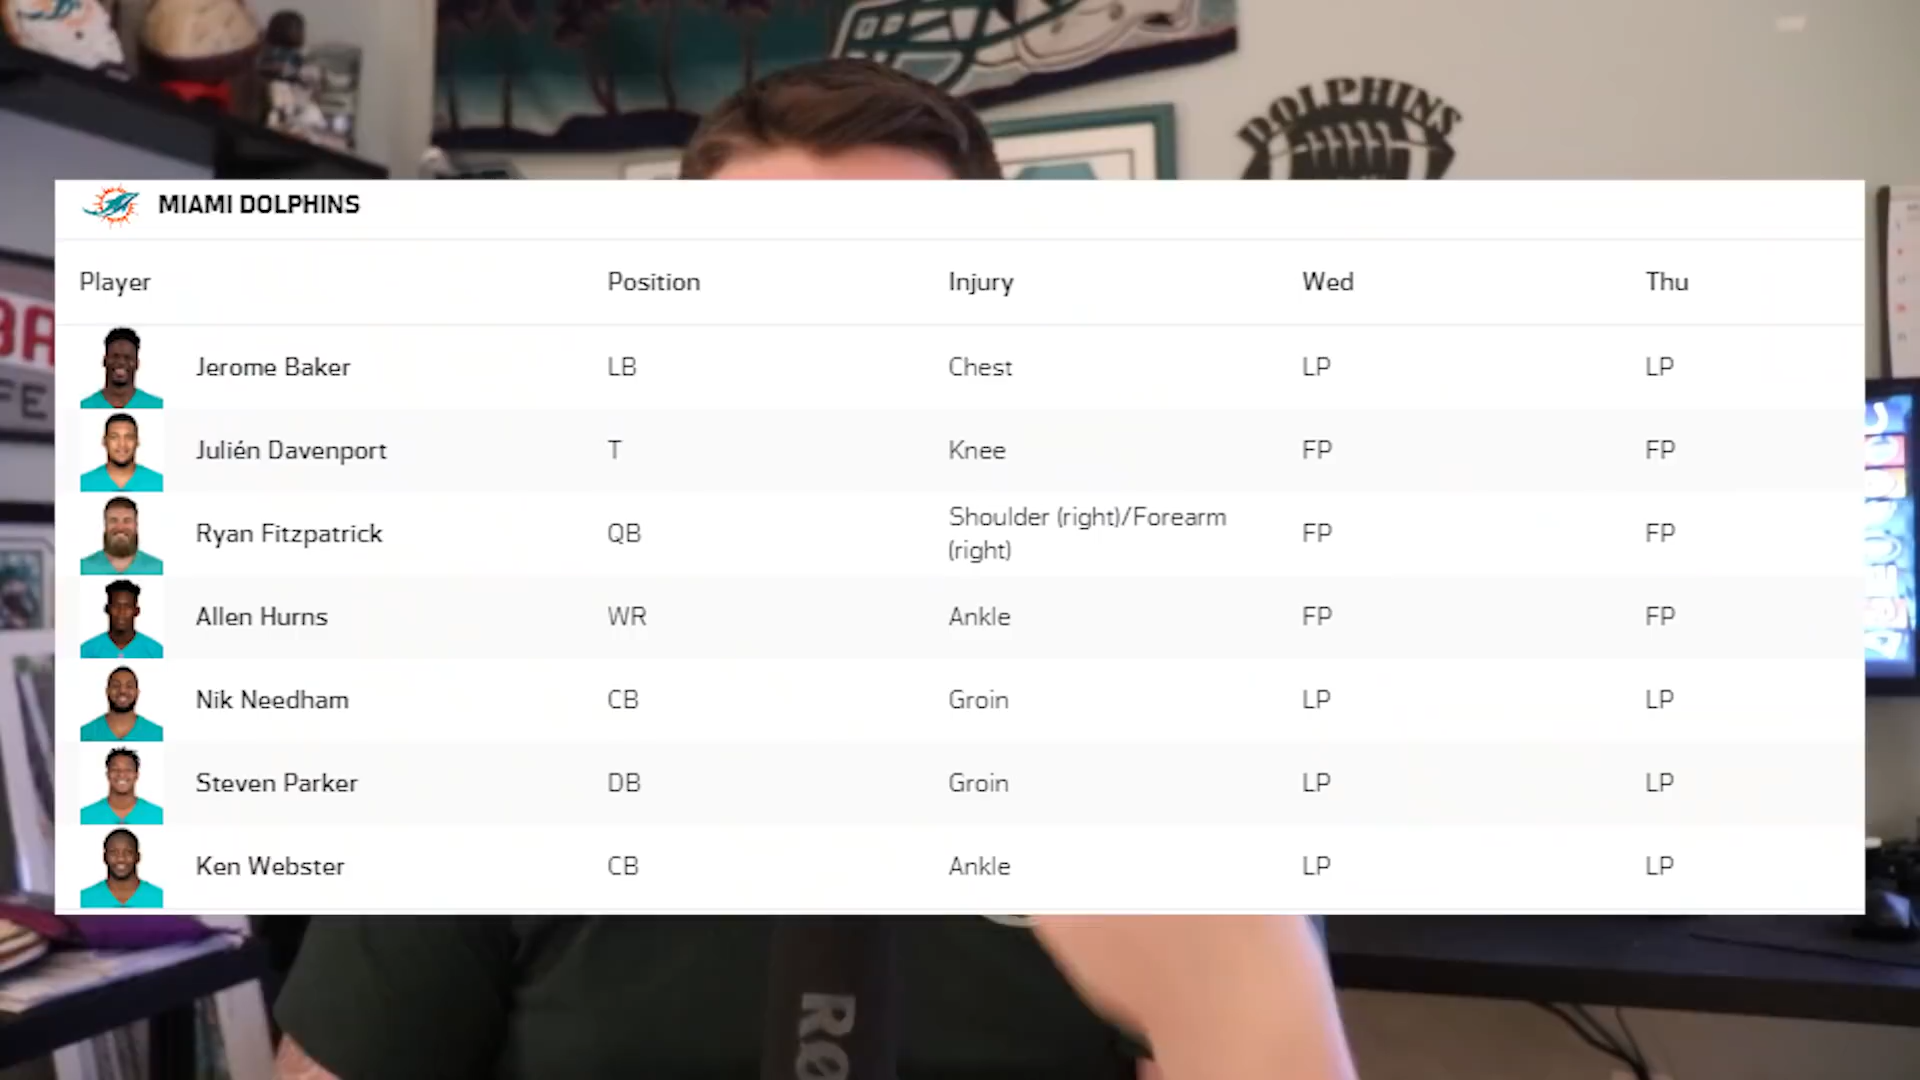 DOLPHINS
MIAMI DOLPHINS
Player Position Injury Wed Thu
Jerome Baker LB Chest LP LP
Julién Davenport T Knee FP FP
Ryan Fitzpatrick QB Shoulder (right)/Forearm (right) FP FP
Allen Hurns WR Ankle FP FP
Nik Needham CB Groin LP LP
Steven Parker DB Groin LP LP
Ken Webster CB Ankle LP LP